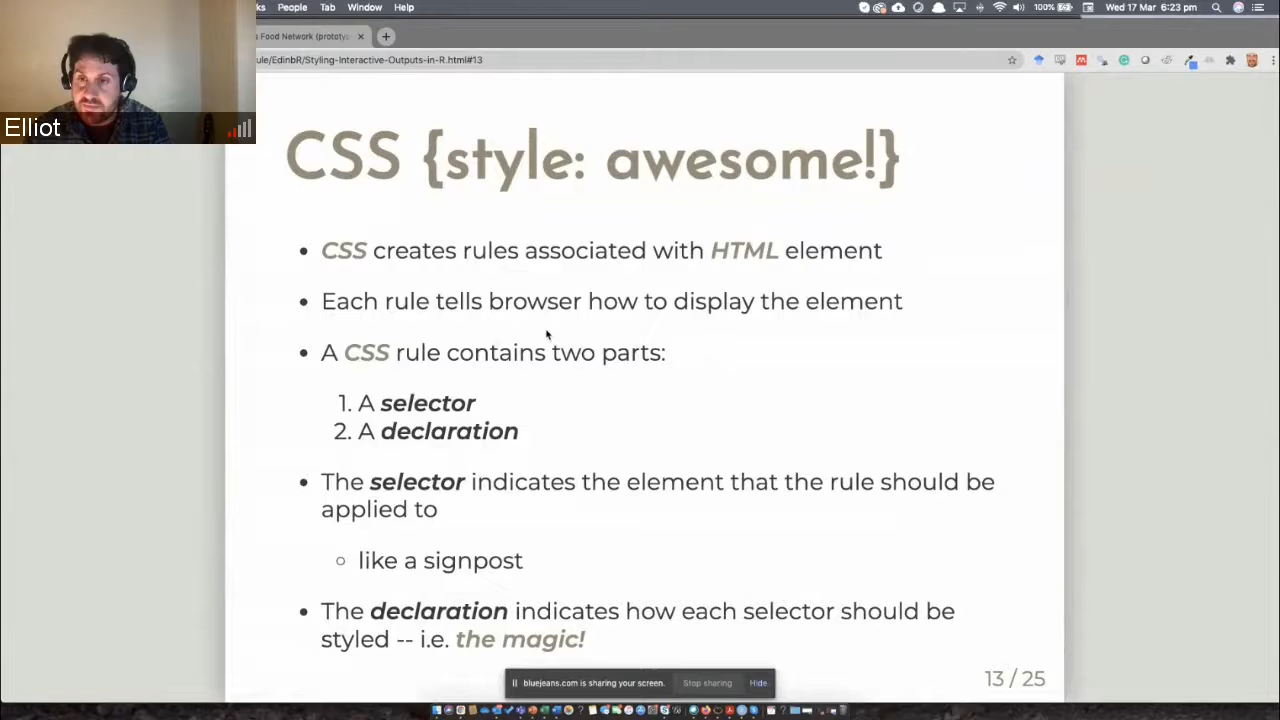 ks People Tab Window Help
100% Wed 17 Mar 6:23 pm
s Food Network (prototyp
ule/EdinbR/Styling-Interactive-Outputs-in-R.html#13
Elliot
CSS {style: awesome!}
• CSS creates rules associated with HTML element
• Each rule tells browser how to display the element
• A CSS rule contains two parts:
1. A selector
2. A declaration
• The selector indicates the element that the rule should be
applied to
○ like a signpost
• The declaration indicates how each selector should be
styled -- i.e. the magic!
bluejeans.com is sharing your screen. Stop sharing Hide
13 / 25